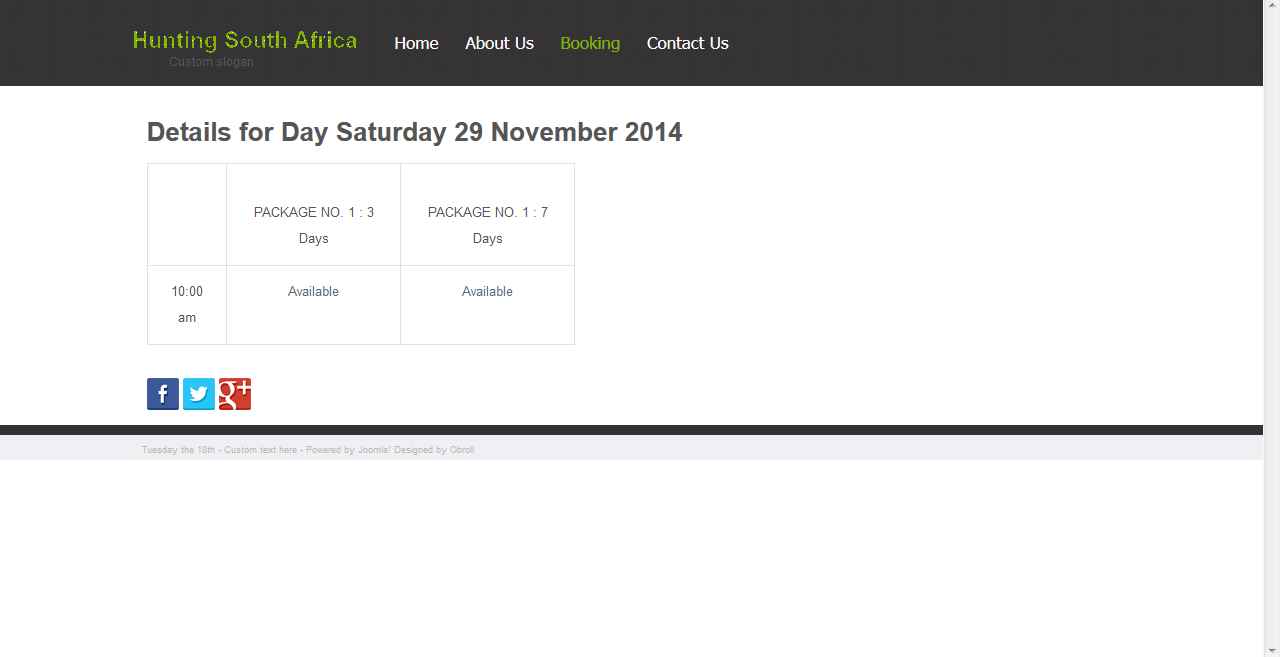 Hunting South Africa
Custom slogan
Home About Us Booking Contact Us
Details for Day Saturday 29 November 2014
PACKAGE NO. 1 : 3 Days
PACKAGE NO. 1 : 7 Days
10:00 am
Available
Available
f
g+
Tuesday the 18th - Custom text here - Powered by Joomla! Designed by Qbroll